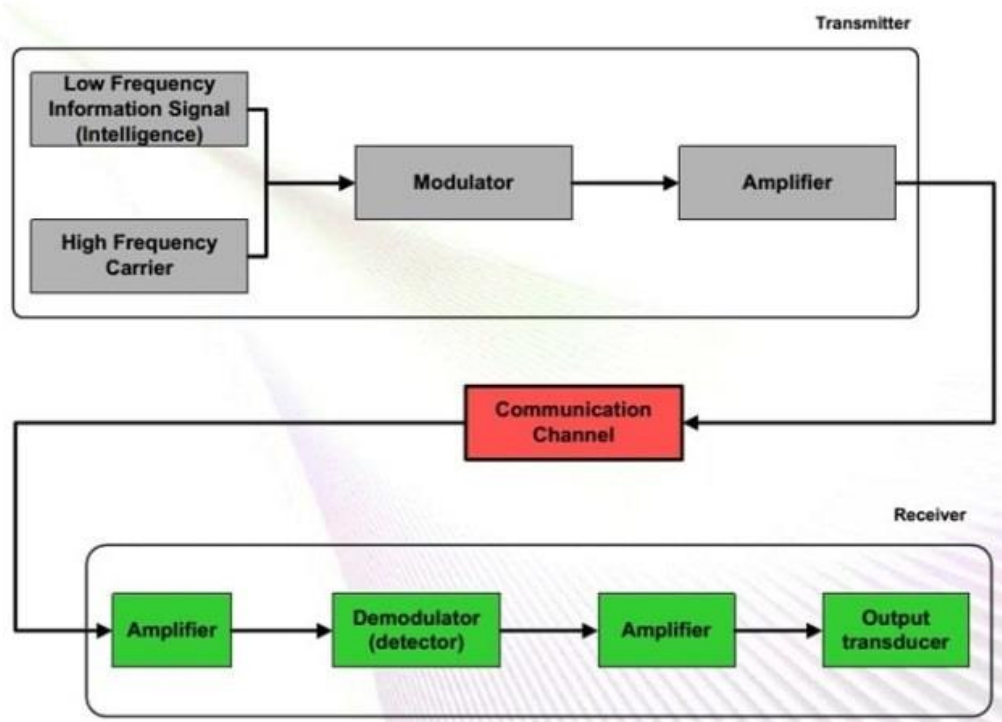 Transmitter
Low Frequency
Information Signal
(Intelligence)
Modulator
Amplifier
High Frequency
Carrier
Communication
Channel
Receiver
Amplifier
Demodulator
(detector)
Amplifier
Output
transducer